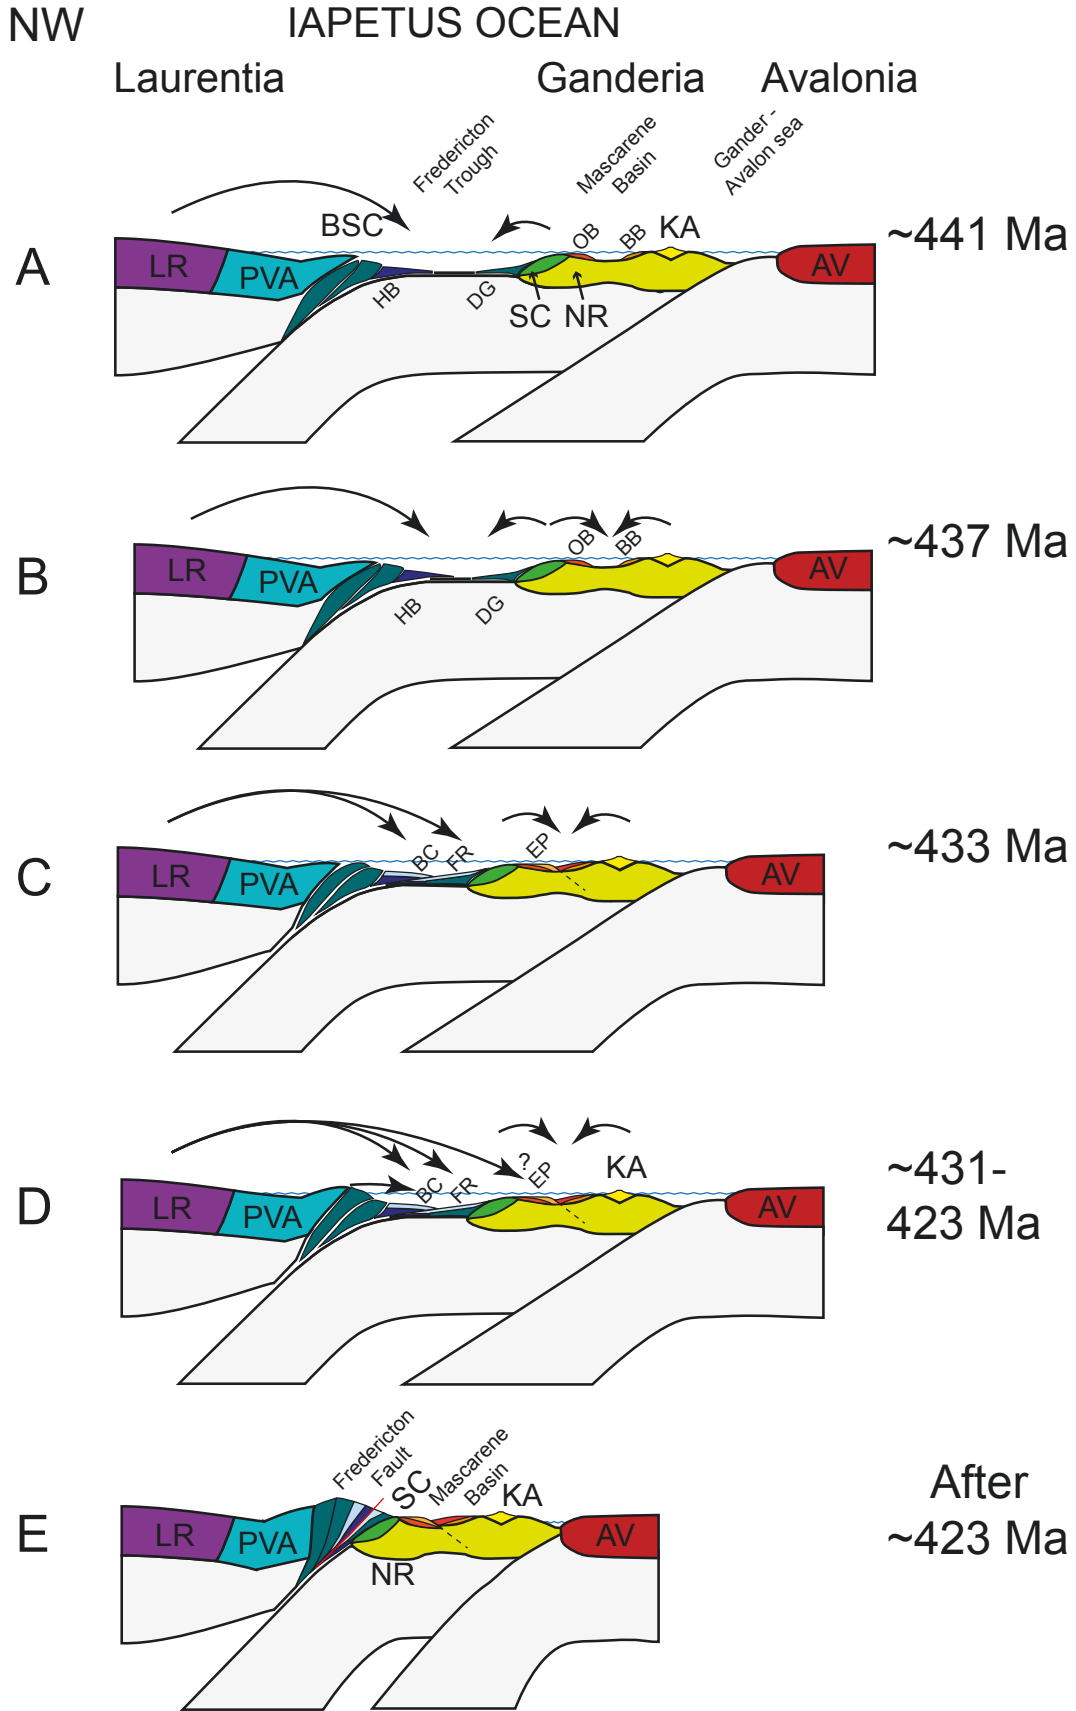 NW
IAPETUS OCEAN
Laurentia
Ganderia
Avalonia
Fredericton
Trough
Mascarene
Basin
Gander -
Avalon sea
A
~441 Ma
BSC
OB
BB
KA
LR
PVA
HB
DG
SC
NR
AV
B
~437 Ma
OB
BB
LR
PVA
HB
DG
AV
C
~433 Ma
BC
FR
EP
LR
PVA
AV
D
~431-
423 Ma
?
BC
FR
EP
KA
LR
PVA
AV
E
After
~423 Ma
Fredericton
Fault
SC
Mascarene
Basin
KA
LR
PVA
NR
AV